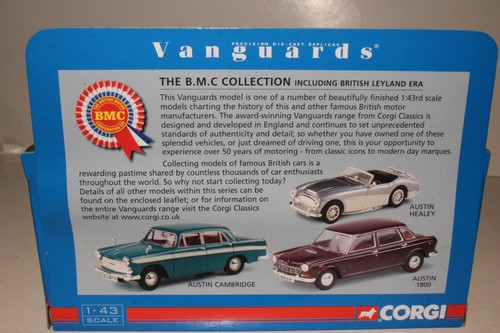 Vanguards®
PRECISION DIE-CAST REPLICAS
THE B.M.C COLLECTION INCLUDING BRITISH LEYLAND ERA
This Vanguards model is one of a number of beautifully finished 1:43rd scale
models charting the history of this and other famous British motor
manufacturers. The award-winning Vanguards range from Corgi Classics is
designed and developed in England and continues to set unprecedented
standards of authenticity and detail; so whether you have owned one of these
splendid vehicles, or just dreamed of driving one, this is your opportunity to
experience over 50 years of motoring - from classic icons to modern day marques.
Collecting models of famous British cars is a
rewarding pastime shared by countless thousands of car enthusiasts
throughout the world. So why not start collecting today?
Details of all other models within this series can be
found on the enclosed leaflet; or for information on
the entire Vanguards range visit the Corgi Classics
website at www.corgi.co.uk
BMC
AUSTIN
HEALEY
AUSTIN CAMBRIDGE
AUSTIN
1800
1:43
SCALE
CORGI